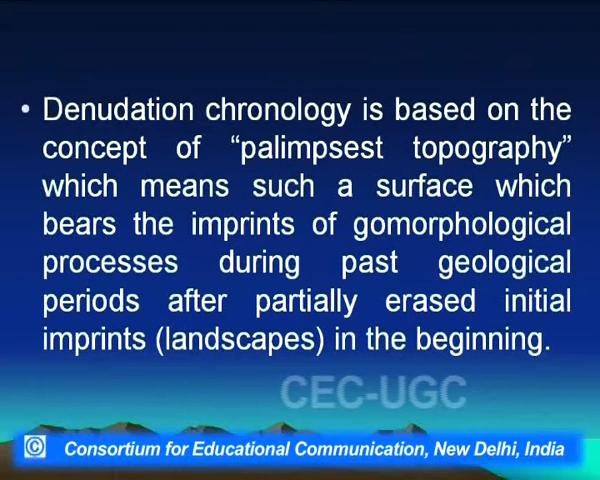 • Denudation chronology is based on the
concept of “palimpsest topography”
which means such a surface which
bears the imprints of gomorphological
processes during past geological
periods after partially erased initial
imprints (landscapes) in the beginning.
CEC-UGC
© Consortium for Educational Communication, New Delhi, India